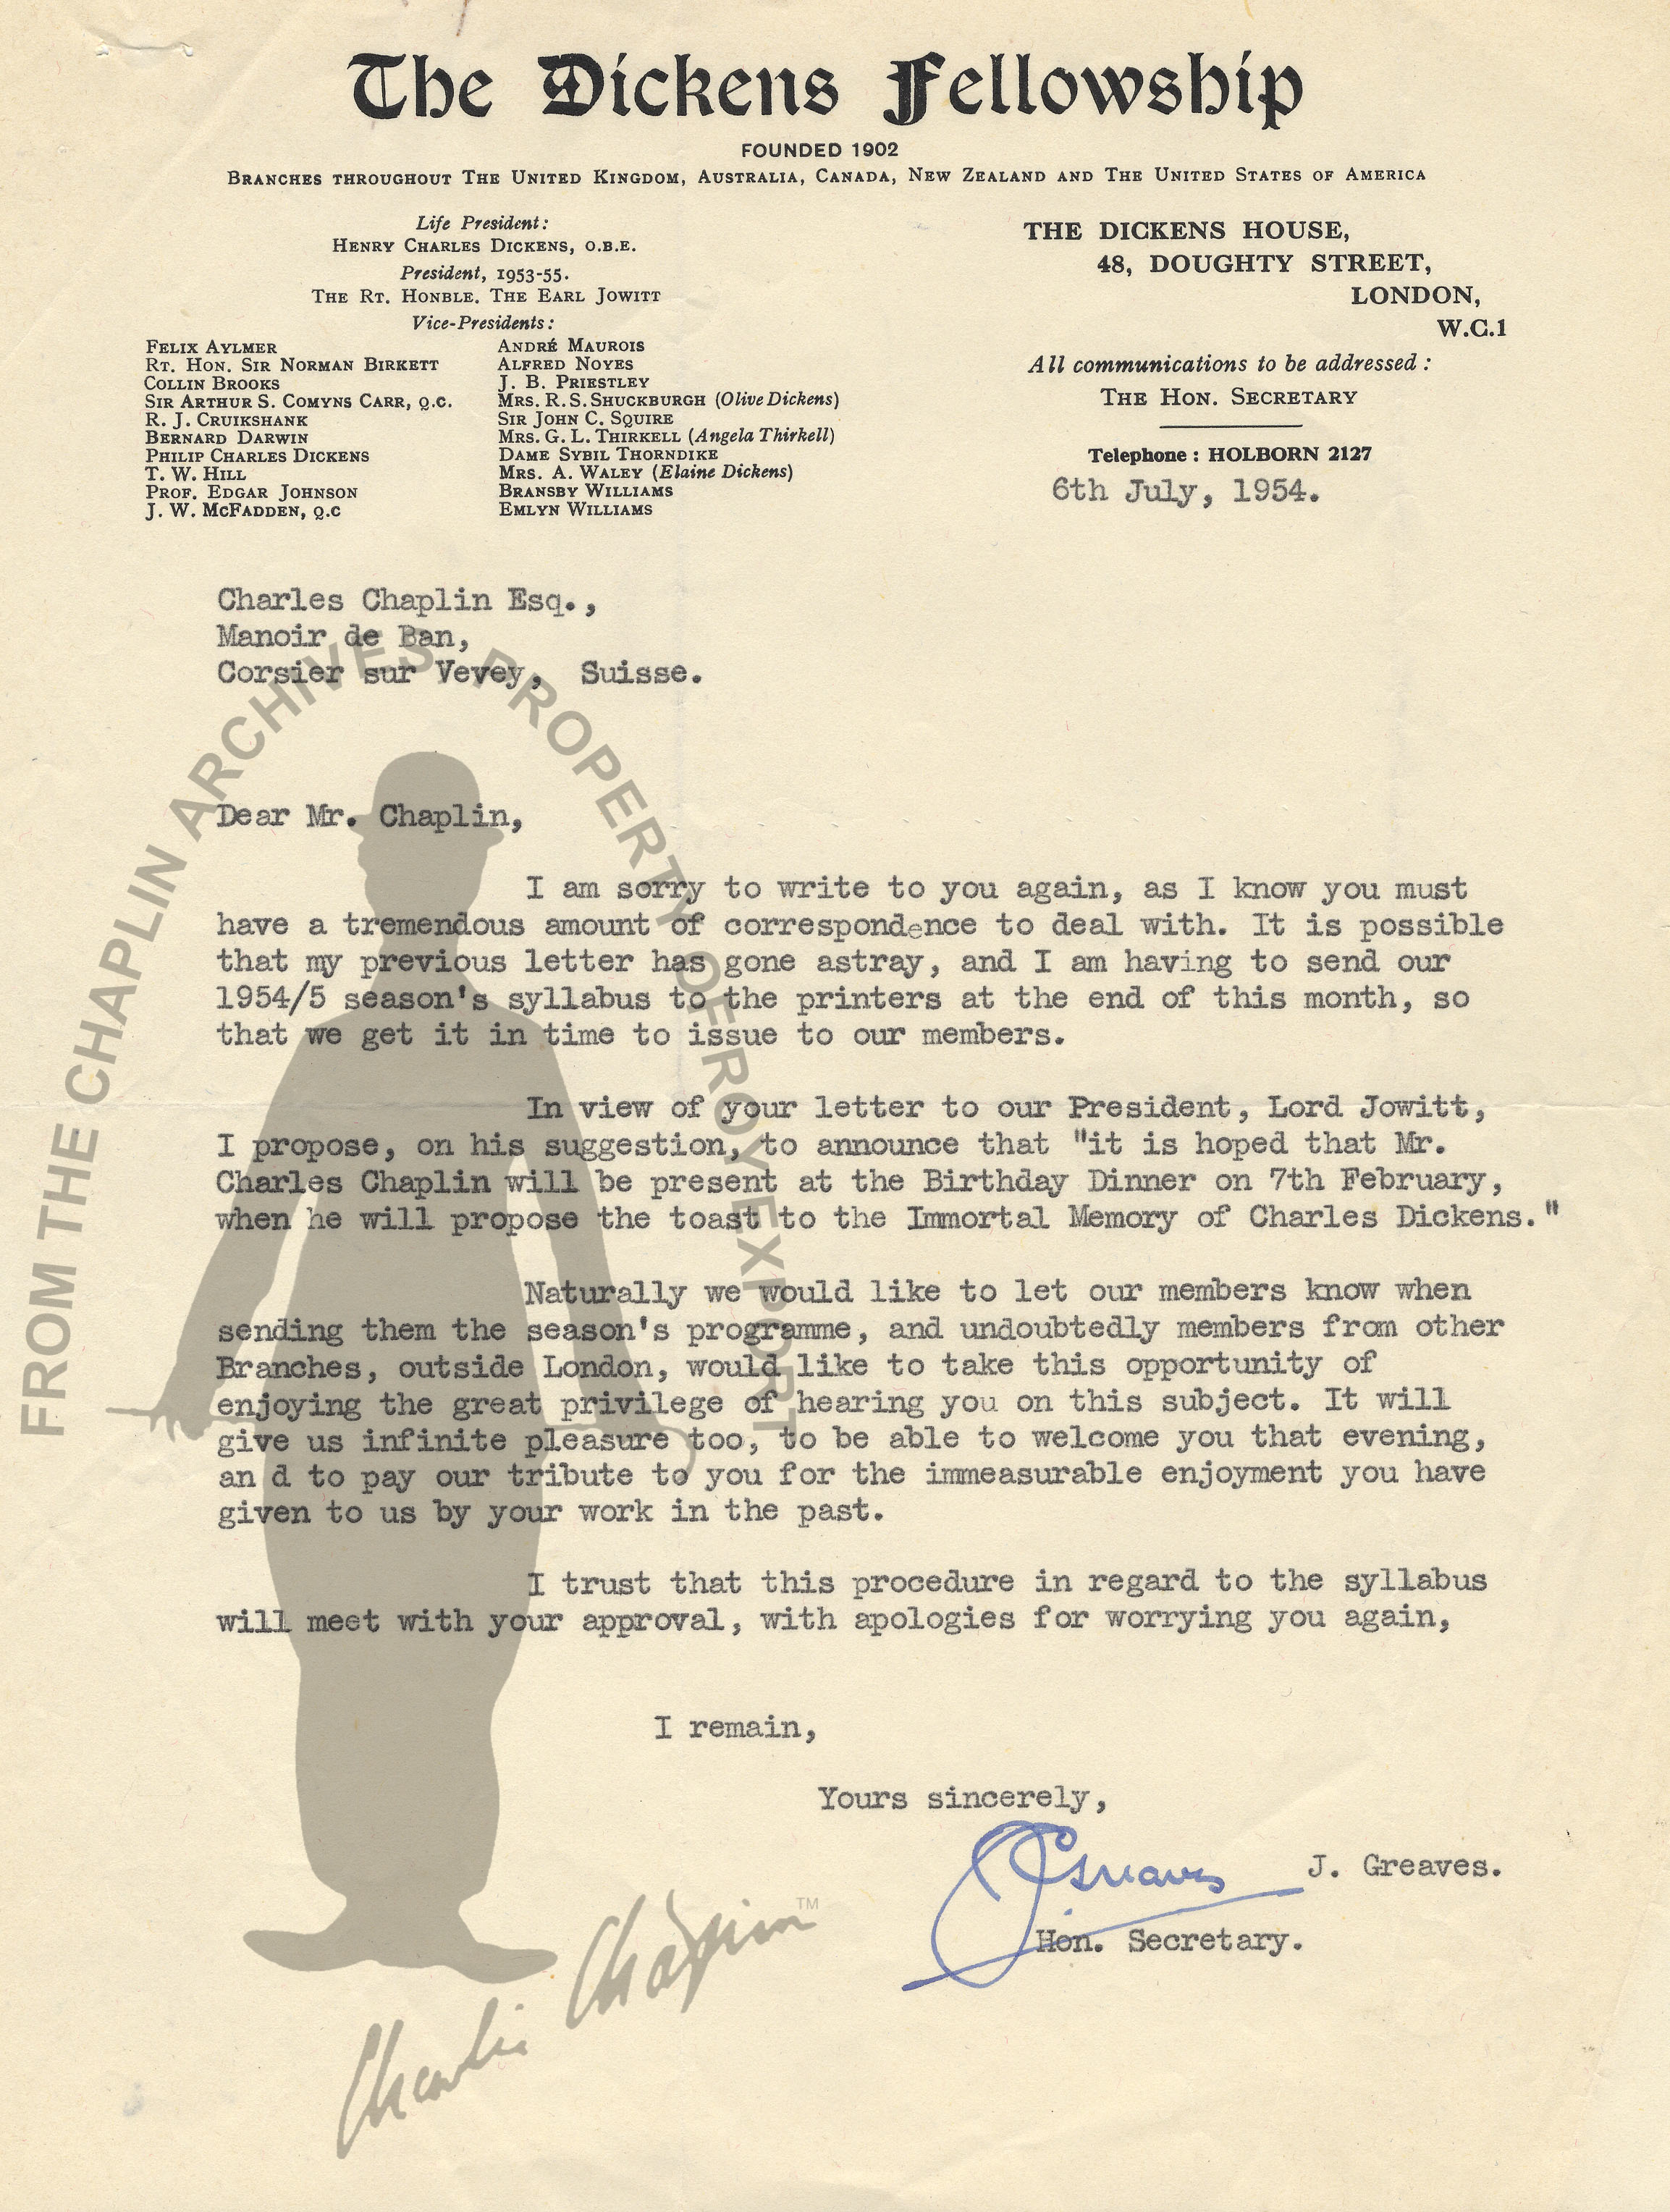 The Dickens Fellowship
FOUNDED 1902
BRANCHES THROUGHOUT THE UNITED KINGDOM, AUSTRALIA, CANADA, NEW ZEALAND AND THE UNITED STATES OF AMERICA
Life President:
HENRY CHARLES DICKENS, O.B.E.
President, 1953-55.
THE RT. HONBLE. THE EARL JOWITT
Vice-Presidents:
FELIX AYLMER
RT. HON. SIR NORMAN BIRKETT
COLLIN BROOKS
SIR ARTHUR S. COMYNS CARR, Q.C.
R. J. CRUIKSHANK
BERNARD DARWIN
PHILIP CHARLES DICKENS
T. W. HILL
PROF. EDGAR JOHNSON
J. W. MCFADDEN, Q.C
ANDRÉ MAUROIS
ALFRED NOYES
J. B. PRIESTLEY
MRS. R. S. SHUCKBURGH (Olive Dickens)
SIR JOHN C. SQUIRE
MRS. G. L. THIRKELL (Angela Thirkell)
DAME SYBIL THORNDIKE
MRS. A. WALEY (Elaine Dickens)
BRANSBY WILLIAMS
EMLYN WILLIAMS
THE DICKENS HOUSE,
48, DOUGHTY STREET,
LONDON,
W.C.1
All communications to be addressed:
THE HON. SECRETARY
Telephone: HOLBORN 2127
6th July, 1954.
Charles Chaplin Esq.,
Manoir de Ban,
Corsier sur Vevey, Suisse.
Dear Mr. Chaplin,
I am sorry to write to you again, as I know you must
have a tremendous amount of correspondence to deal with. It is possible
that my previous letter has gone astray, and I am having to send our
1954/5 season's syllabus to the printers at the end of this month, so
that we get it in time to issue to our members.
In view of your letter to our President, Lord Jowitt,
I propose, on his suggestion, to announce that "it is hoped that Mr.
Charles Chaplin will be present at the Birthday Dinner on 7th February,
when he will propose the toast to the Immortal Memory of Charles Dickens."
Naturally we would like to let our members know when
sending them the season's programme, and undoubtedly members from other
Branches, outside London, would like to take this opportunity of
enjoying the great privilege of hearing you on this subject. It will
give us infinite pleasure too, to be able to welcome you that evening,
an d to pay our tribute to you for the immeasurable enjoyment you have
given to us by your work in the past.
I trust that this procedure in regard to the syllabus
will meet with your approval, with apologies for worrying you again,
I remain,
Yours sincerely,
JGreaves
J. Greaves.
Hon. Secretary.
FROM THE CHAPLIN ARCHIVES PROPERTY OF ROY EXPORT
Charlie Chaplin™